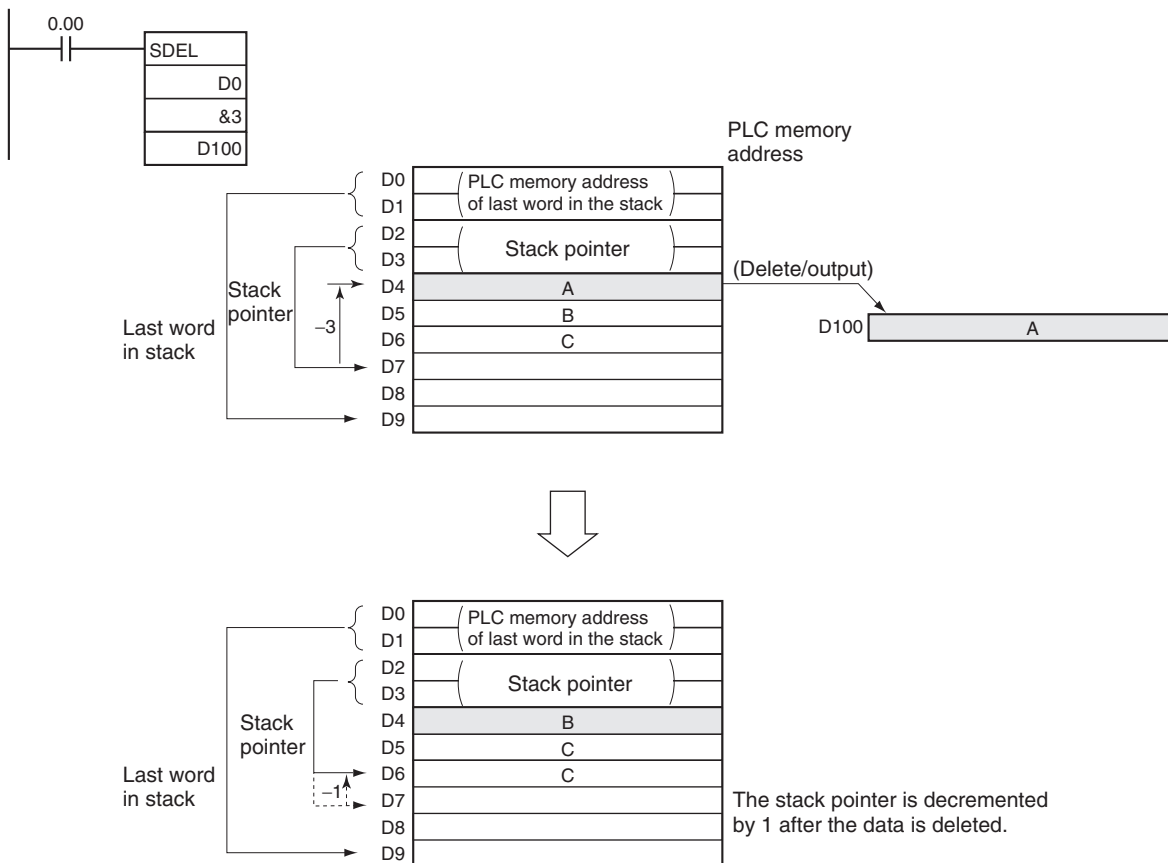 0.00
SDEL
D0
&3
D100
PLC memory
address
D0
D1
D2
D3
D4
D5
D6
D7
D8
D9
(PLC memory address
of last word in the stack)
(Stack pointer)
A
B
C
Stack
pointer
−3
Last word
in stack
(Delete/output)
D100
A
D0
D1
D2
D3
D4
D5
D6
D7
D8
D9
(PLC memory address
of last word in the stack)
(Stack pointer)
B
C
C
Stack
pointer
−1
Last word
in stack
The stack pointer is decremented
by 1 after the data is deleted.